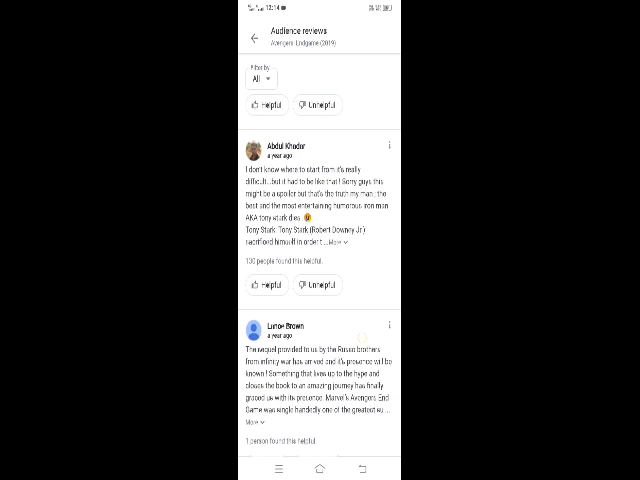 12:14
Audience reviews
Avengers: Endgame (2019)
Filter by
All
Helpful
Unhelpful
Abdul Khadar
a year ago
I don't know where to start from it's really
difficult...but it had to be like that ! Sorry guys this
might be a spoiler but that's the truth my man ; the
best and the most entertaining humorous iron man
AKA tony stark dies..
Tony Stark: Tony Stark (Robert Downey Jr.)
sacrificed himself in order t ... More
130 people found this helpful.
Helpful
Unhelpful
Brown
a year ago
The sequel provided to us by the Russo brothers
from infinity war has arrived and it's presence will be
known ! Something that lives up to the hype and
closes the book to an amazing journey has finally
graced us with its presence. Marvel's Avengers End
Game was single handedly one of the greatest su ...
More
1 person found this helpful.